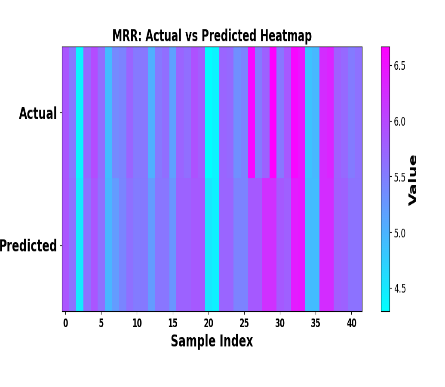 MRR: Actual vs Predicted Heatmap
Actual
Predicted
0 5 10 15 20 25 30 35 40
Sample Index
6.5
6.0
5.5
5.0
4.5
Value